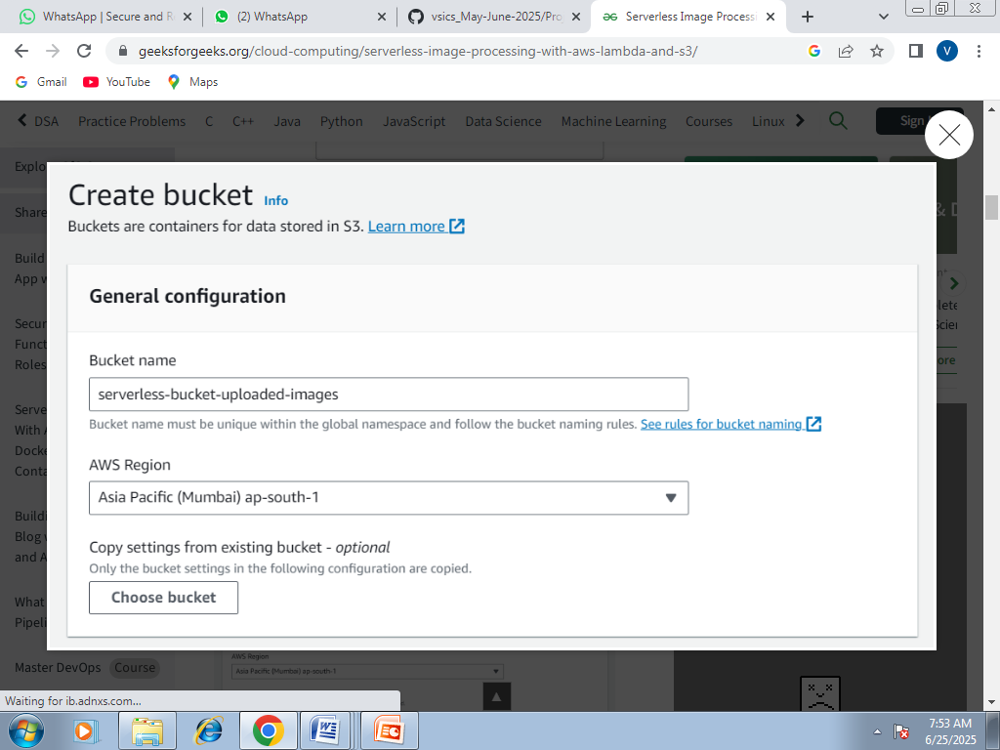 WhatsApp | Secure and R
(2) WhatsApp
vsics_May-June-2025/Pro
Serverless Image Process
geeksforgeeks.org/cloud-computing/serverless-image-processing-with-aws-lambda-and-s3/
V
Gmail
YouTube
Maps
DSA
Practice Problems
C
C++
Java
Python
JavaScript
Data Science
Machine Learning
Courses
Linux
Sign
Explo
Share
Build
App w
Secur
Funct
Roles
Serve
With A
Docke
Conta
Buildi
Blog w
and A
What
Pipeli
Master DevOps Course
Create bucket Info
Buckets are containers for data stored in S3. Learn more
General configuration
Bucket name
serverless-bucket-uploaded-images
Bucket name must be unique within the global namespace and follow the bucket naming rules. See rules for bucket naming
AWS Region
Asia Pacific (Mumbai) ap-south-1
Copy settings from existing bucket - optional
Only the bucket settings in the following configuration are copied.
Choose bucket
& D
lete
Scien
ore
AWS Region
Asia Pacific (Mumbai) ap-south-1
Waiting for ib.adnxs.com...
7:53 AM
6/25/2025